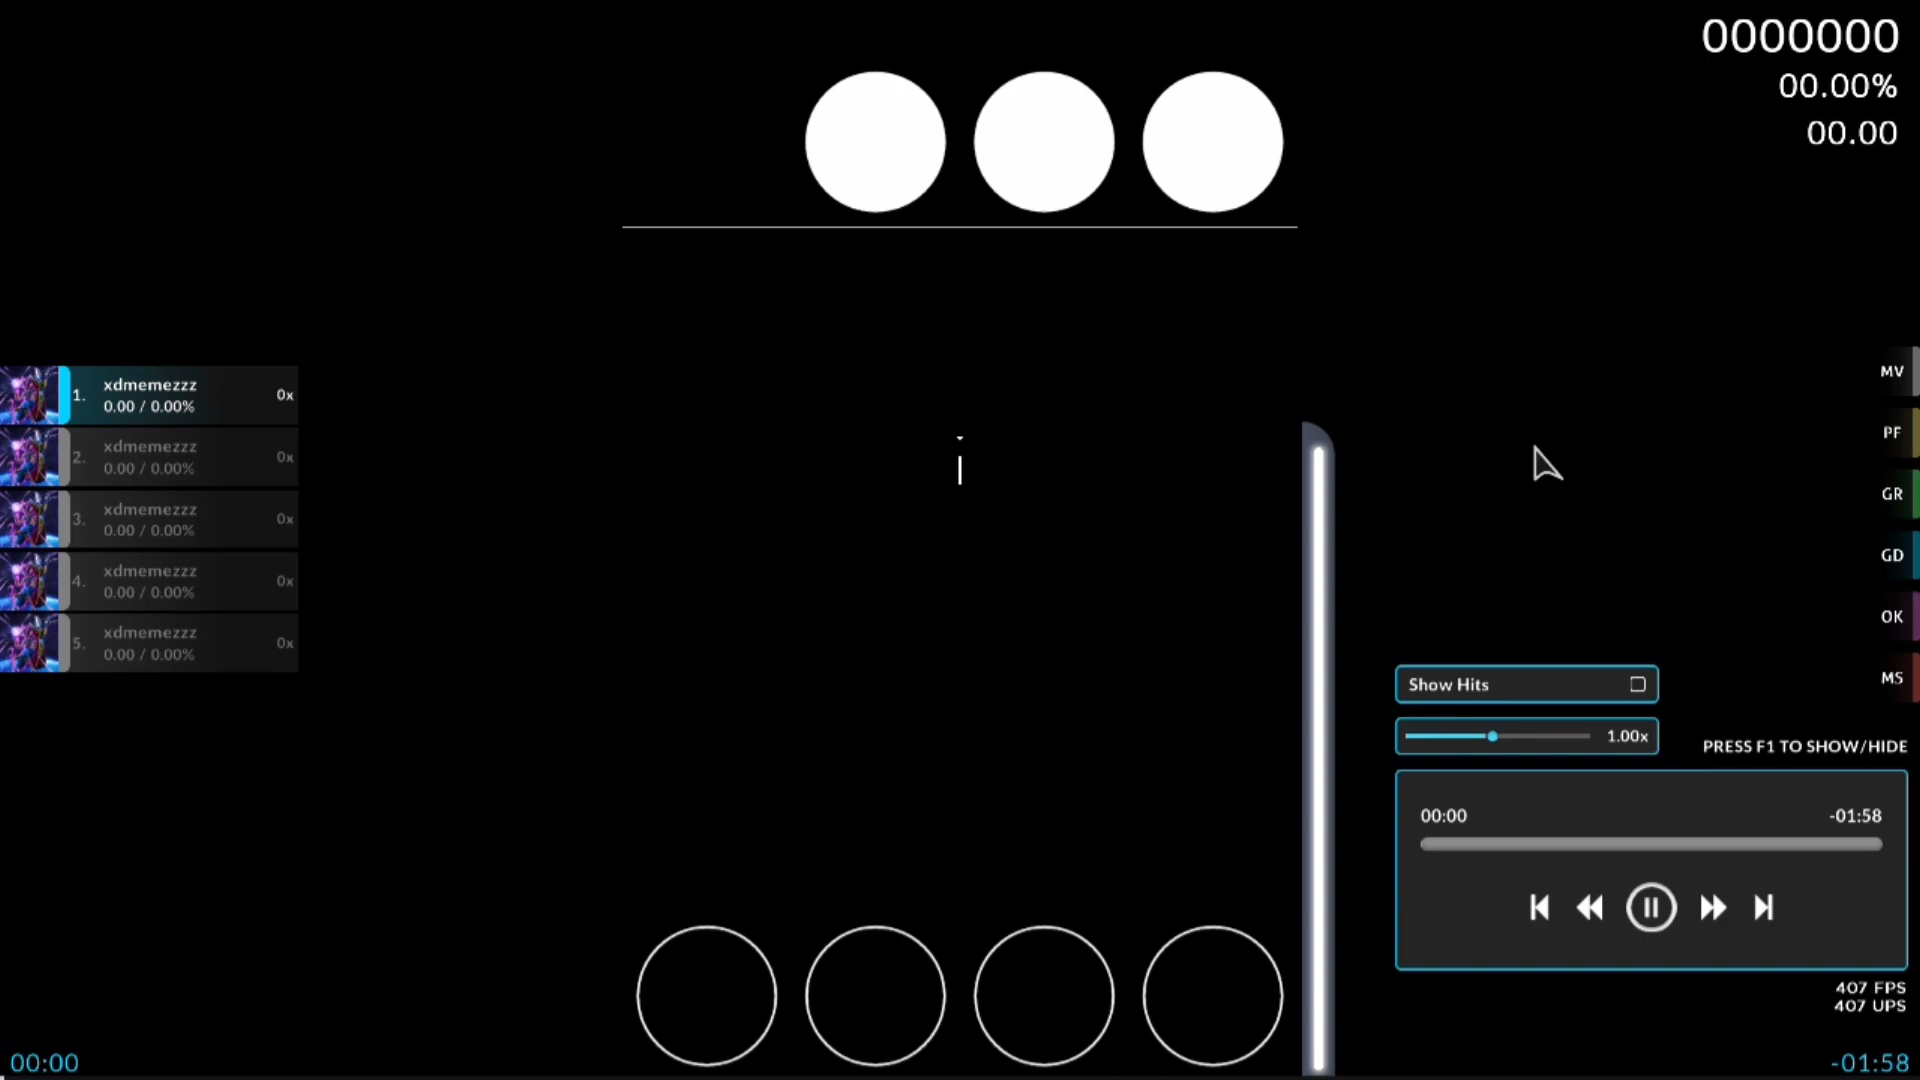 0000000
00.00%
00.00
1. xdmemezzz 0x
0.00 / 0.00%
2. xdmemezzz 0x
0.00 / 0.00%
3. xdmemezzz 0x
0.00 / 0.00%
4. xdmemezzz 0x
0.00 / 0.00%
5. xdmemezzz 0x
0.00 / 0.00%
MV
PF
GR
GD
OK
MS
Show Hits
1.00x
PRESS F1 TO SHOW/HIDE
00:00 -01:58
407 FPS
407 UPS
00:00 -01:58